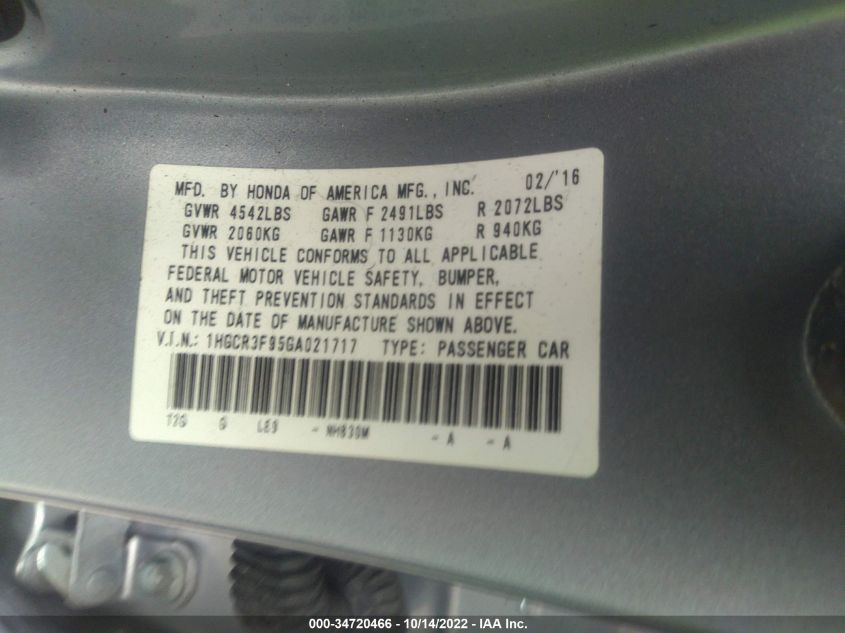 MFD. BY HONDA OF AMERICA MFG., INC. 02/'16
GVWR 4542LBS GAWR F 2491LBS R 2072LBS
GVWR 2060KG GAWR F 1130KG R 940KG
THIS VEHICLE CONFORMS TO ALL APPLICABLE
FEDERAL MOTOR VEHICLE SAFETY, BUMPER,
AND THEFT PREVENTION STANDARDS IN EFFECT
ON THE DATE OF MANUFACTURE SHOWN ABOVE.
V.I.N.: 1HGCR3F95GA021717 TYPE: PASSENGER CAR
- NH830M - A - A
000-34720466 - 10/14/2022 - IAA Inc.